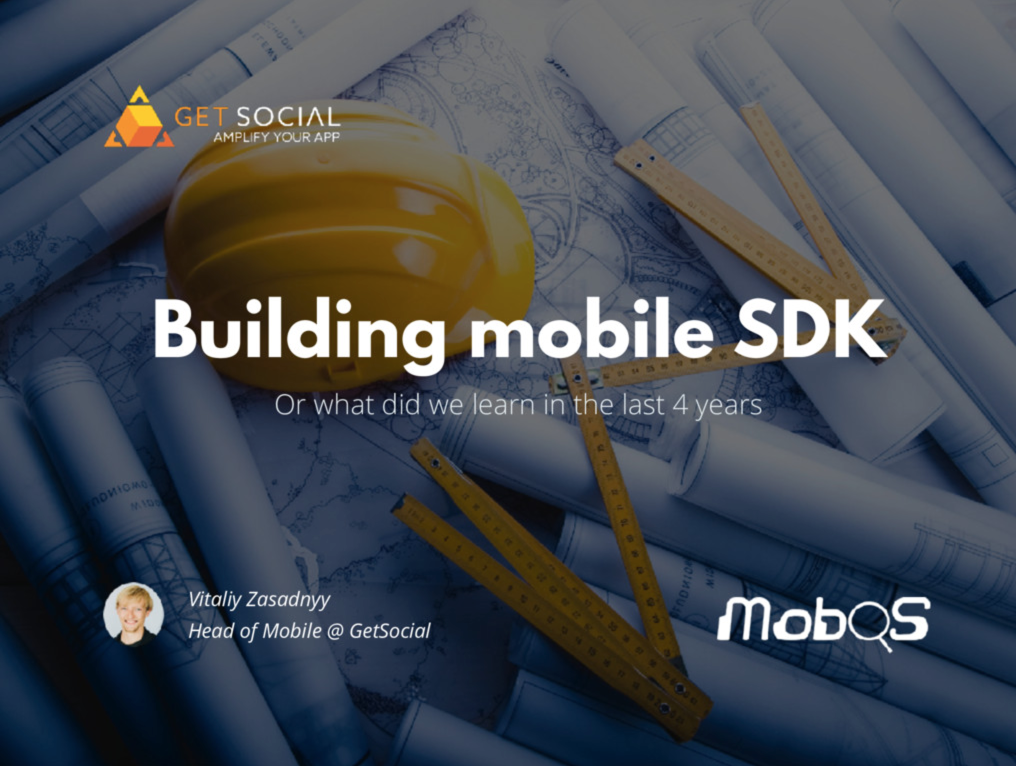 GET SOCIAL
AMPLIFY YOUR APP
Building mobile SDK
Or what did we learn in the last 4 years
Vitaliy Zasadnyy
Head of Mobile @ GetSocial
MobOS